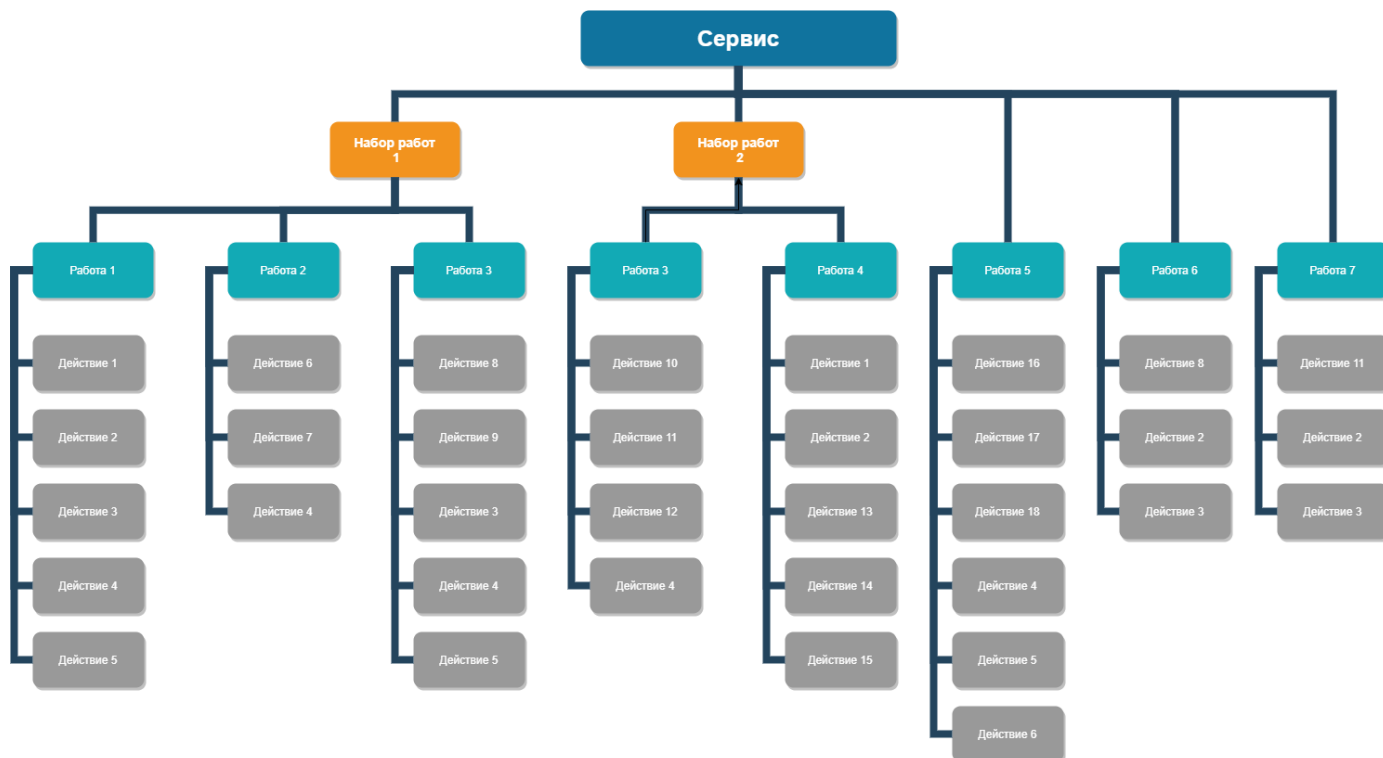 Сервис
Набор работ
1
Набор работ
2
Работа 1
Работа 2
Работа 3
Работа 3
Работа 4
Работа 5
Работа 6
Работа 7
Действие 1
Действие 6
Действие 8
Действие 10
Действие 1
Действие 16
Действие 8
Действие 11
Действие 2
Действие 7
Действие 9
Действие 11
Действие 2
Действие 17
Действие 2
Действие 2
Действие 3
Действие 4
Действие 3
Действие 12
Действие 13
Действие 18
Действие 3
Действие 3
Действие 4
Действие 4
Действие 4
Действие 14
Действие 4
Действие 5
Действие 5
Действие 15
Действие 5
Действие 6